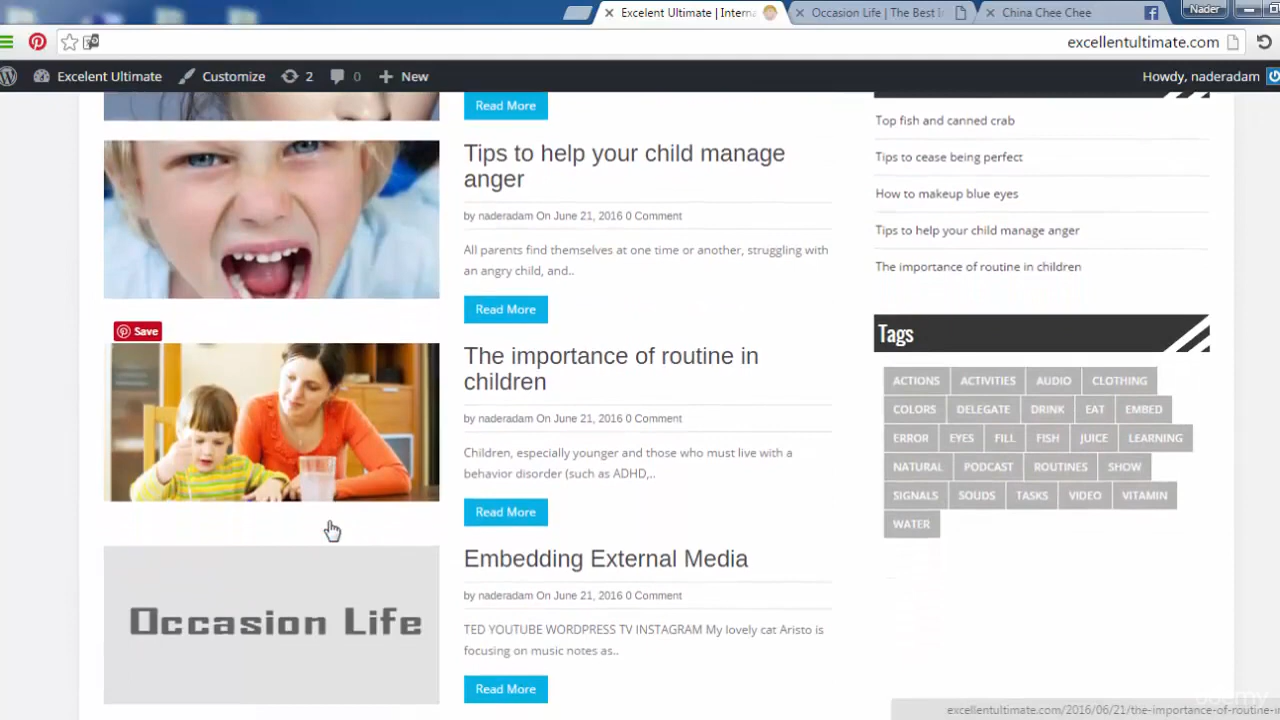 Excelent Ultimate | Interna
Occasion Life | The Best I
China Chee Chee
Nader
excellentultimate.com
Excelent Ultimate
Customize
2
0
New
Howdy, naderadam
Read More
Tips to help your child manage
anger
by naderadam On June 21, 2016 0 Comment
All parents find themselves at one time or another, struggling with
an angry child, and..
Read More
Save
The importance of routine in
children
by naderadam On June 21, 2016 0 Comment
Children, especially younger and those who must live with a
behavior disorder (such as ADHD,..
Read More
Occasion Life
Embedding External Media
by naderadam On June 21, 2016 0 Comment
TED YOUTUBE WORDPRESS TV INSTAGRAM My lovely cat Aristo is
focusing on music notes as..
Read More
Top fish and canned crab
Tips to cease being perfect
How to makeup blue eyes
Tips to help your child manage anger
The importance of routine in children
Tags
ACTIONS ACTIVITIES AUDIO CLOTHING
COLORS DELEGATE DRINK EAT EMBED
ERROR EYES FILL FISH JUICE LEARNING
NATURAL PODCAST ROUTINES SHOW
SIGNALS SOUDS TASKS VIDEO VITAMIN
WATER
udemy
excellentultimate.com/2016/06/21/the-importance-of-routine-i